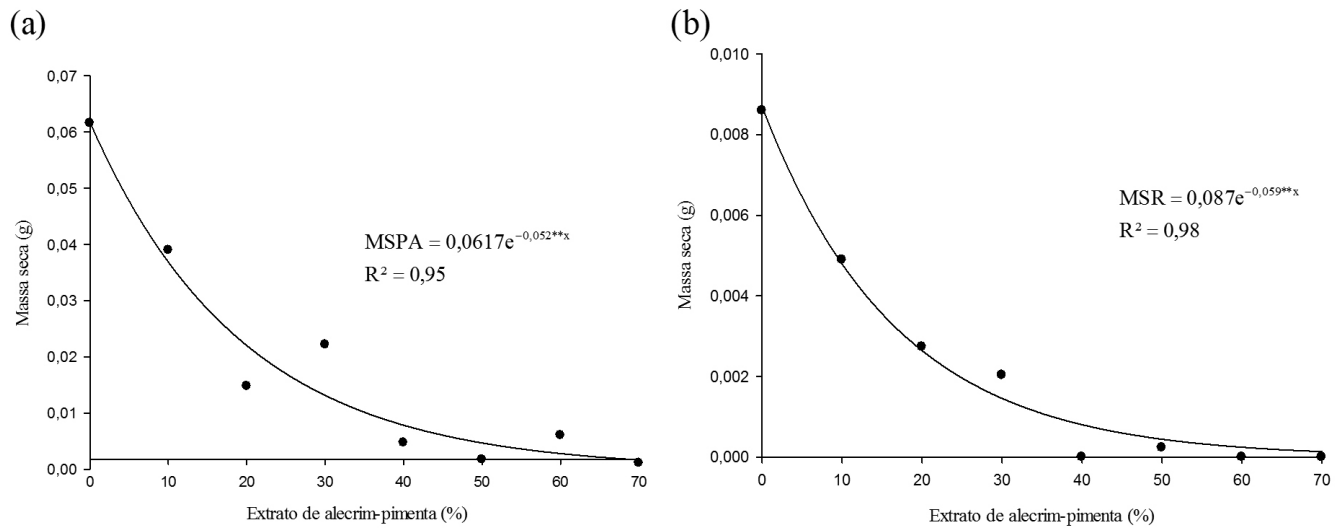 (a)
0,07
0,06
0,05
0,04
0,03
0,02
0,01
0,00
Massa seca (g)
MSPA = 0,0617e^{−0,052**x}
R² = 0,95
0 10 20 30 40 50 60 70
Extrato de alecrim-pimenta (%)
(b)
0,010
0,008
0,006
0,004
0,002
0,000
Massa seca (g)
MSR = 0,087e^{−0,059**x}
R² = 0,98
0 10 20 30 40 50 60 70
Extrato de alecrim-pimenta (%)